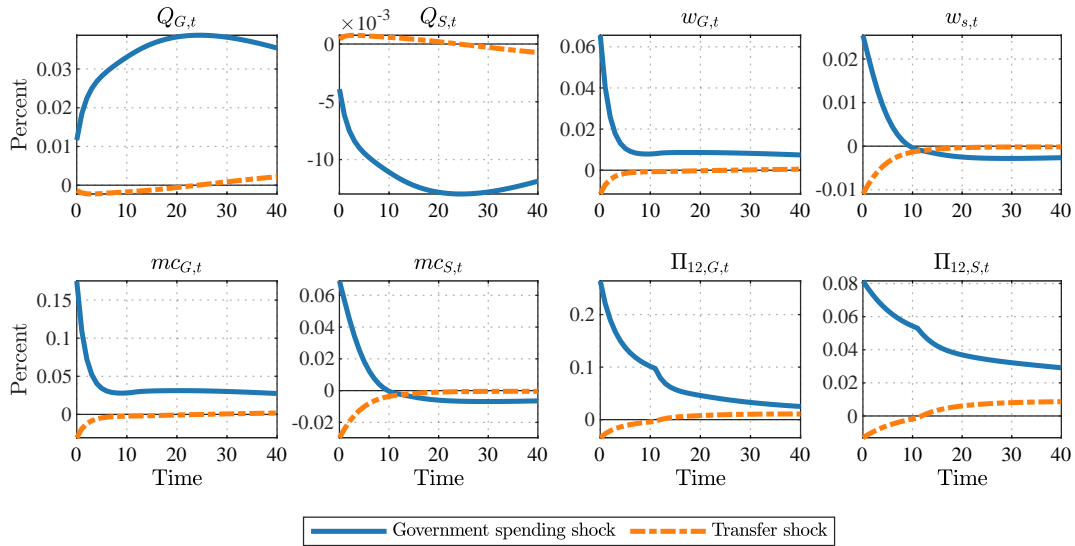 Q_{G,t}
Q_{S,t}
w_{G,t}
w_{s,t}
×10⁻³
Percent
0.03
0.02
0.01
0
0
-5
-10
0.06
0.04
0.02
0
0.02
0.01
0
-0.01
0 10 20 30 40
0 10 20 30 40
0 10 20 30 40
0 10 20 30 40
mc_{G,t}
mc_{S,t}
Π_{12,G,t}
Π_{12,S,t}
Percent
0.15
0.1
0.05
0
0.06
0.04
0.02
0
-0.02
0.2
0.1
0
0.08
0.06
0.04
0.02
0
0 10 20 30 40
0 10 20 30 40
0 10 20 30 40
0 10 20 30 40
Time
Time
Time
Time
Government spending shock
Transfer shock